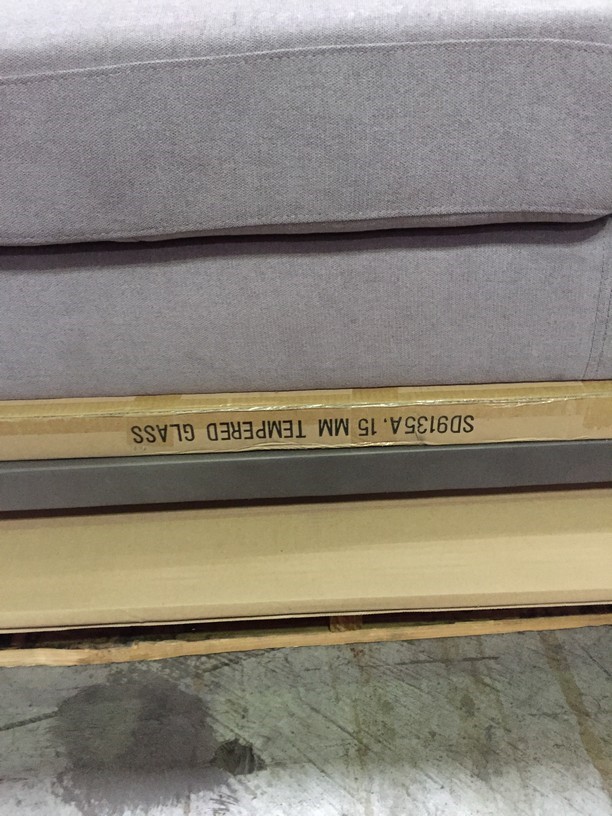 SD9135A. 15 MM TEMPERED GLASS